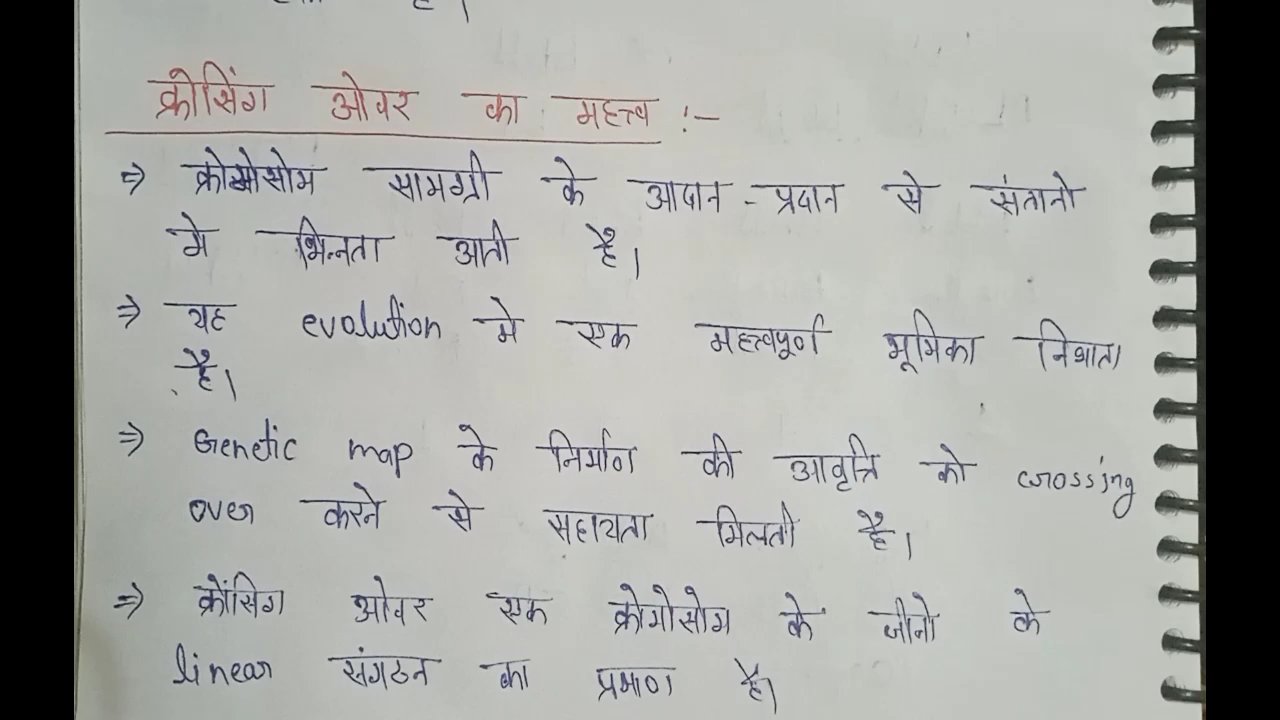 है।
क्रोसिंग ओवर का महत्त्व :-
⇒ क्रोमोसोम सामग्री के आदान - प्रदान से संतानो
मे भिन्नता आती है।
⇒ यह evolution मे एक महत्त्वपूर्ण भूमिका निभाता
है।
⇒ Genetic map के निर्माण की आवृत्ति को crossing
over करने से सहायता मिलती है।
⇒ क्रोंसिग ओवर एक क्रोमोसोम के जीनो के
linear संगठन का प्रमाण है।